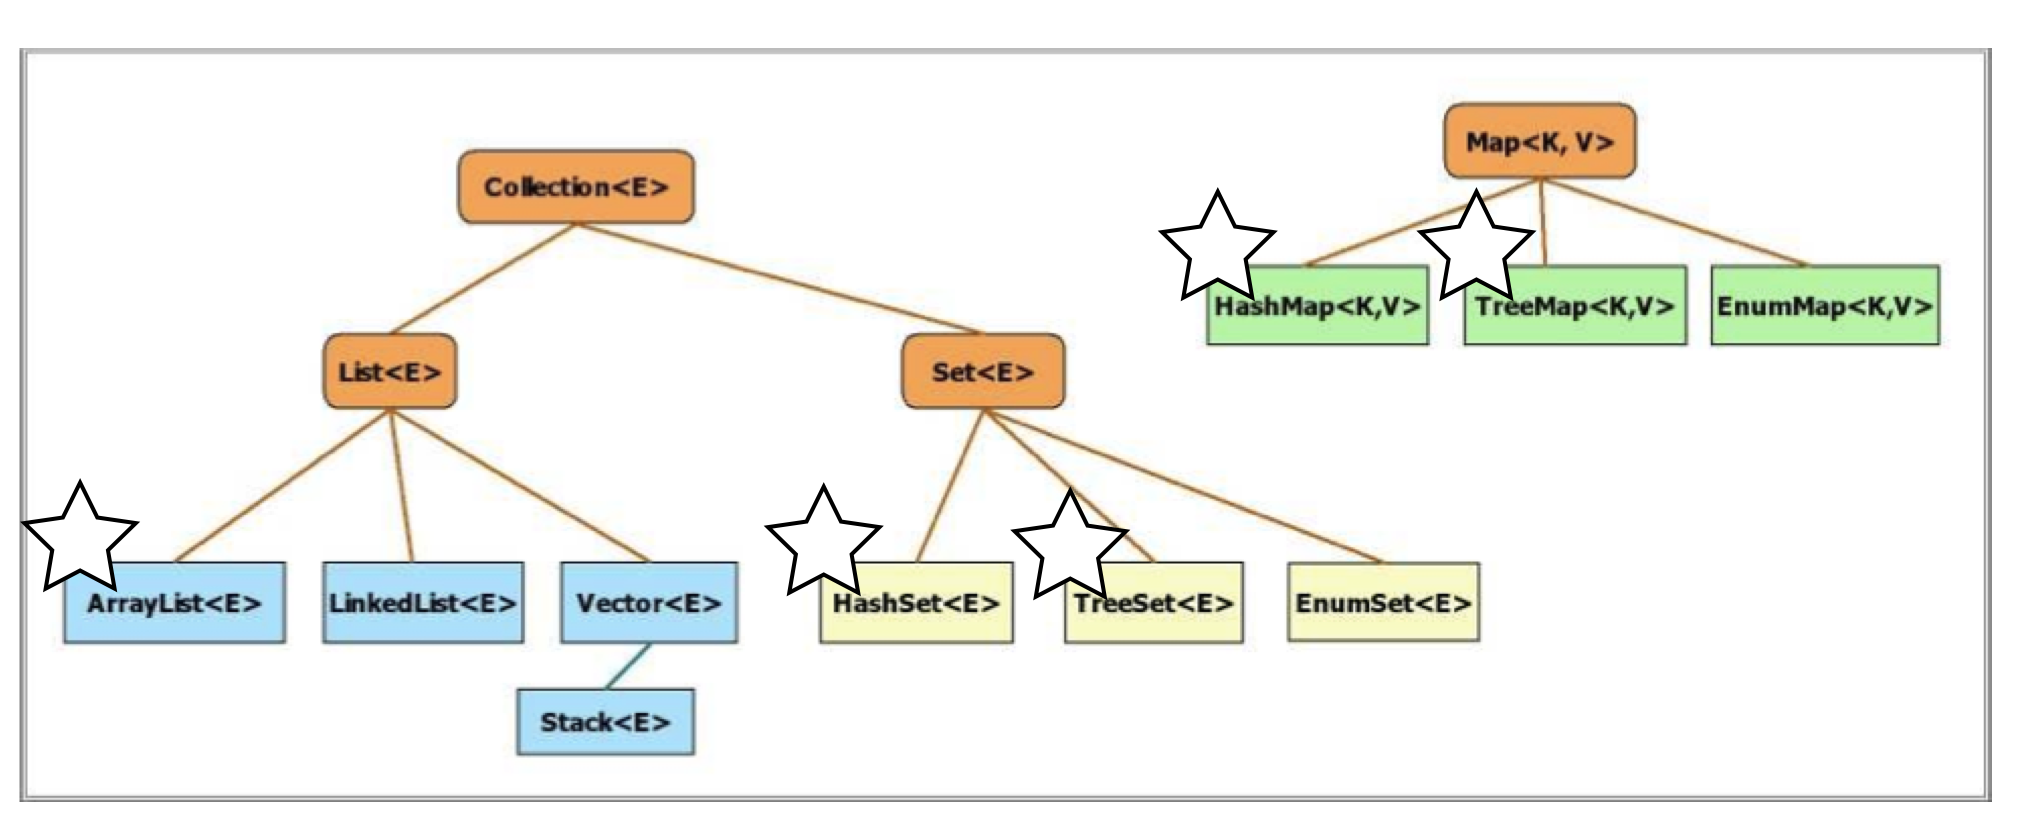 Map<K, V>
Collection<E>
HashMap<K,V>
TreeMap<K,V>
EnumMap<K,V>
List<E>
Set<E>
ArrayList<E>
LinkedList<E>
Vector<E>
HashSet<E>
TreeSet<E>
EnumSet<E>
Stack<E>